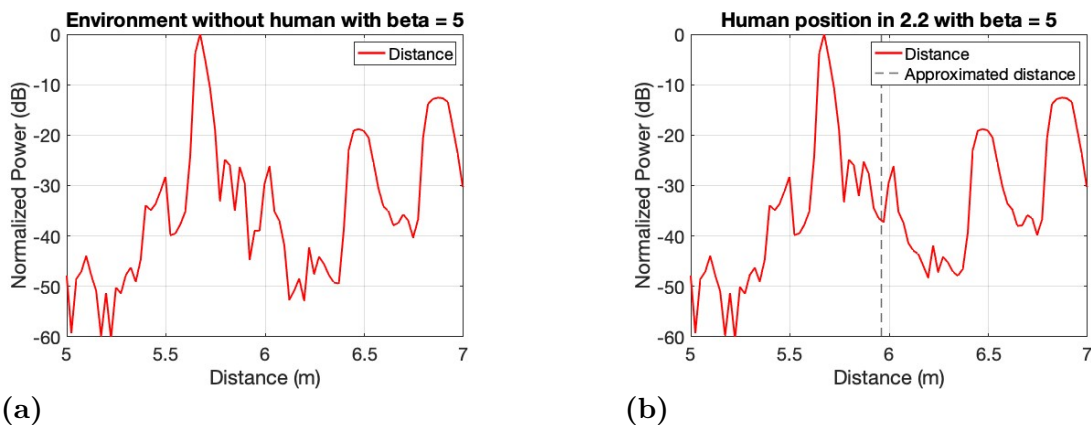 Environment without human with beta = 5
0
-10
-20
-30
-40
-50
-60
Normalized Power (dB)
Distance
5
5.5
6
6.5
7
Distance (m)
(a)
Human position in 2.2 with beta = 5
0
-10
-20
-30
-40
-50
-60
Normalized Power (dB)
Distance
Approximated distance
5
5.5
6
6.5
7
Distance (m)
(b)